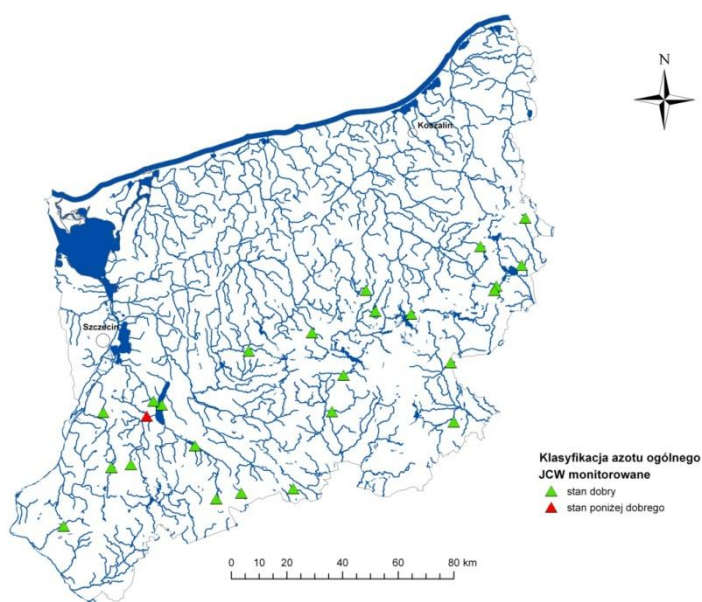 N
Koszalin
Szczecin
Klasyfikacja azotu ogólnego
JCW monitorowane
stan dobry
stan poniżej dobrego
0 10 20 40 60 80 km